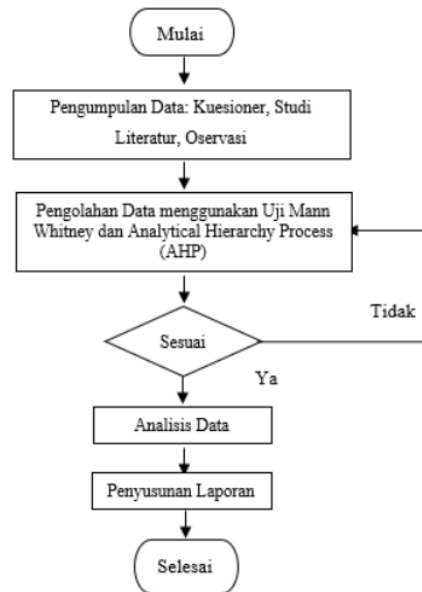 Mulai
Pengumpulan Data: Kuesioner, Studi
Literatur, Oservasi
Pengolahan Data menggunakan Uji Mann
Whitney dan Analytical Hierarchy Process
(AHP)
Tidak
Sesuai
Ya
Analisis Data
Penyusunan Laporan
Selesai